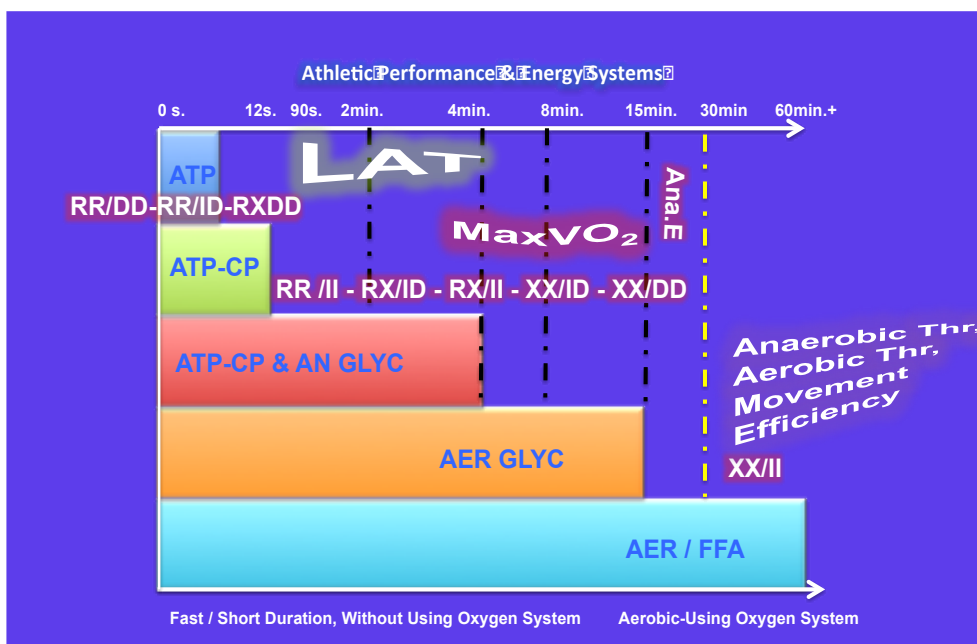 Athletic Performance & Energy Systems
0 s. 12s. 90s. 2min. 4min. 8min. 15min. 30min 60min.+
LAT
ATP
Ana.E
RR/DD-RR/ID-RXDD
MaxVO₂
ATP-CP
RR /II - RX/ID - RX/II - XX/ID - XX/DD
ATP-CP & AN GLYC
Anaerobic Thr,
Aerobic Thr,
Movement
Efficiency
AER GLYC
XX/II
AER / FFA
Fast / Short Duration, Without Using Oxygen System
Aerobic-Using Oxygen System